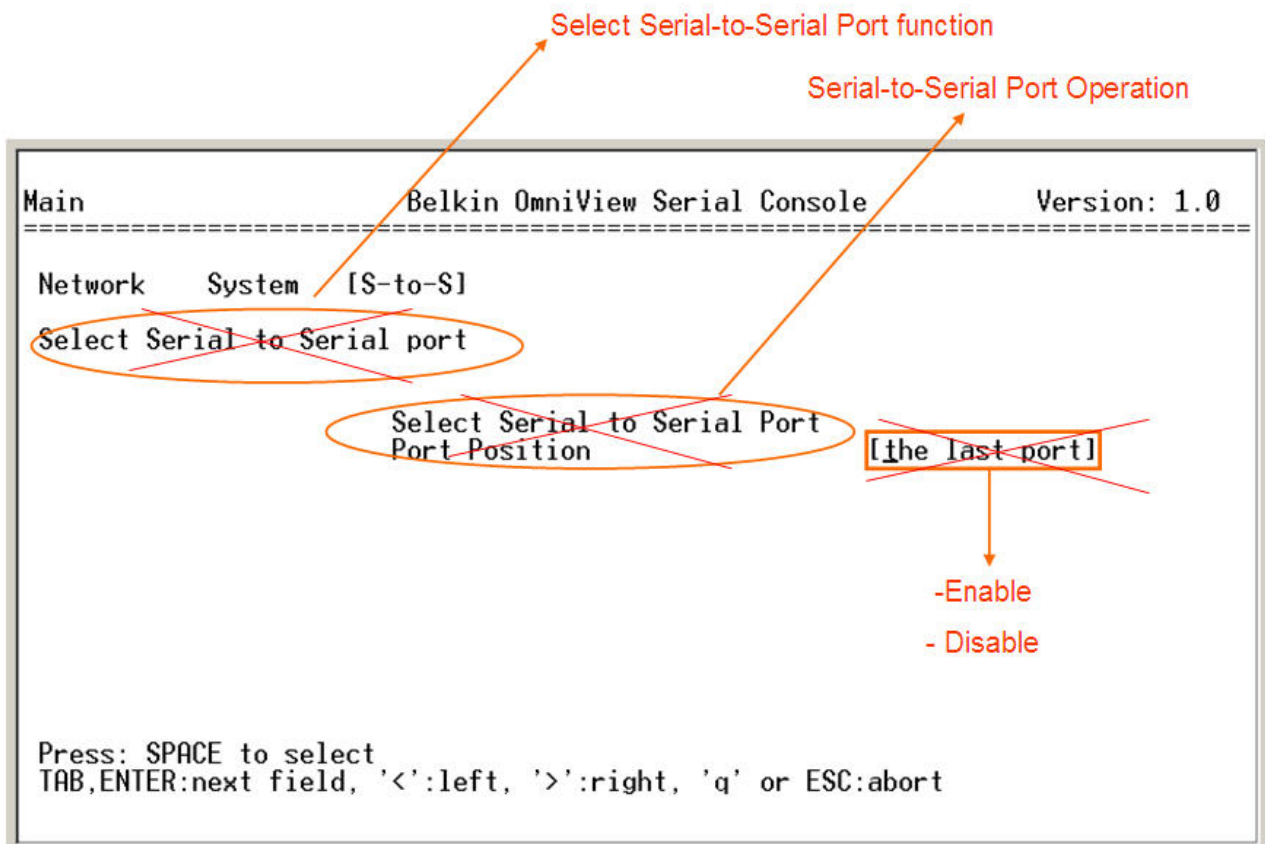 Select Serial-to-Serial Port function
Serial-to-Serial Port Operation
Main Belkin OmniView Serial Console Version: 1.0
================================================================================
Network System [S-to-S]
Select Serial to Serial port
Select Serial to Serial Port
Port Position [the last port]
-Enable
- Disable
Press: SPACE to select
TAB,ENTER:next field, '<':left, '>':right, 'q' or ESC:abort